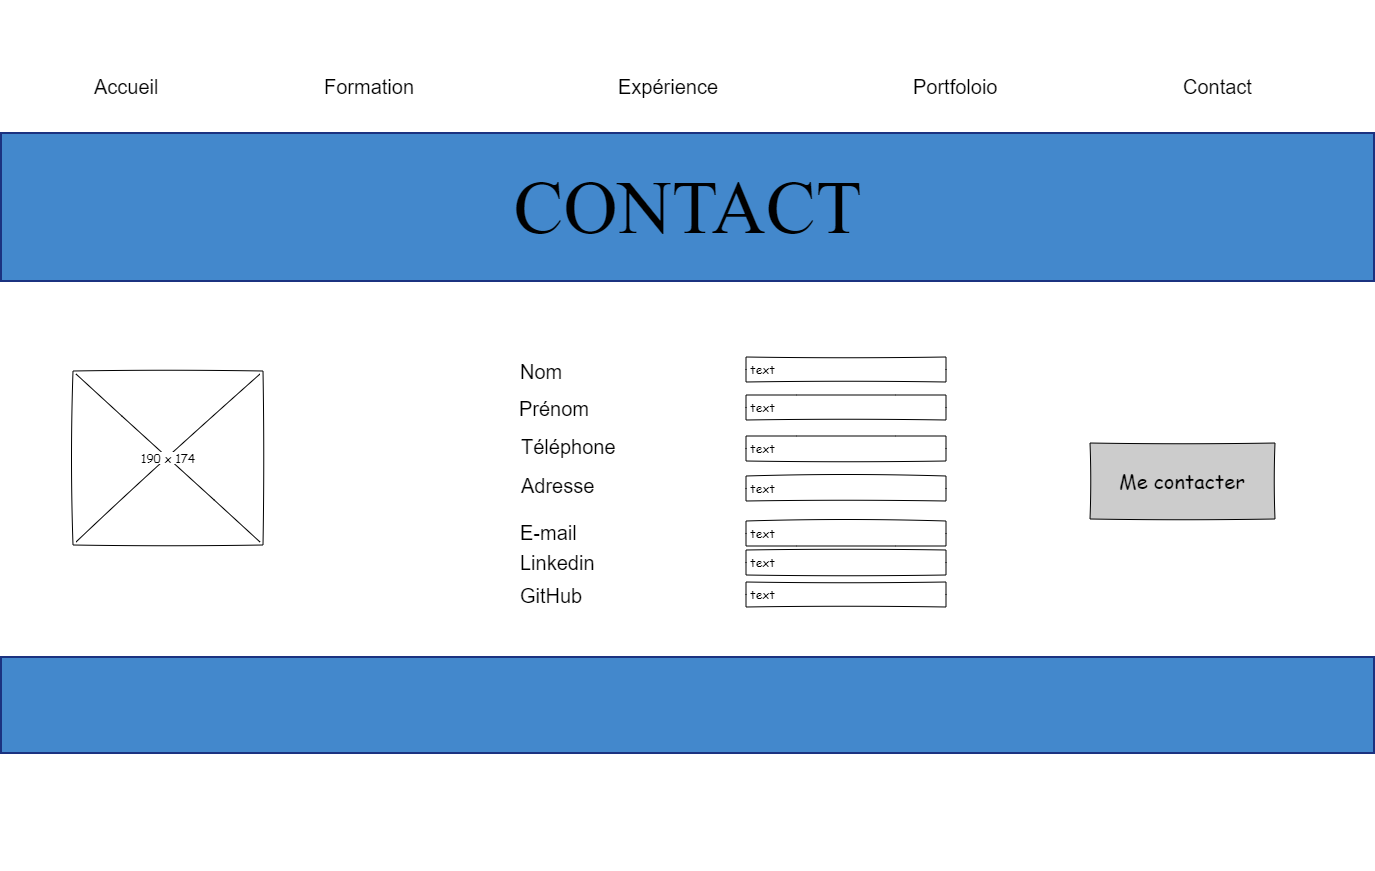 Accueil Formation Expérience Portfoloio Contact
CONTACT
190 x 174
Nom text
Prénom text
Téléphone text
Adresse text
E-mail text
Linkedin text
GitHub text
Me contacter